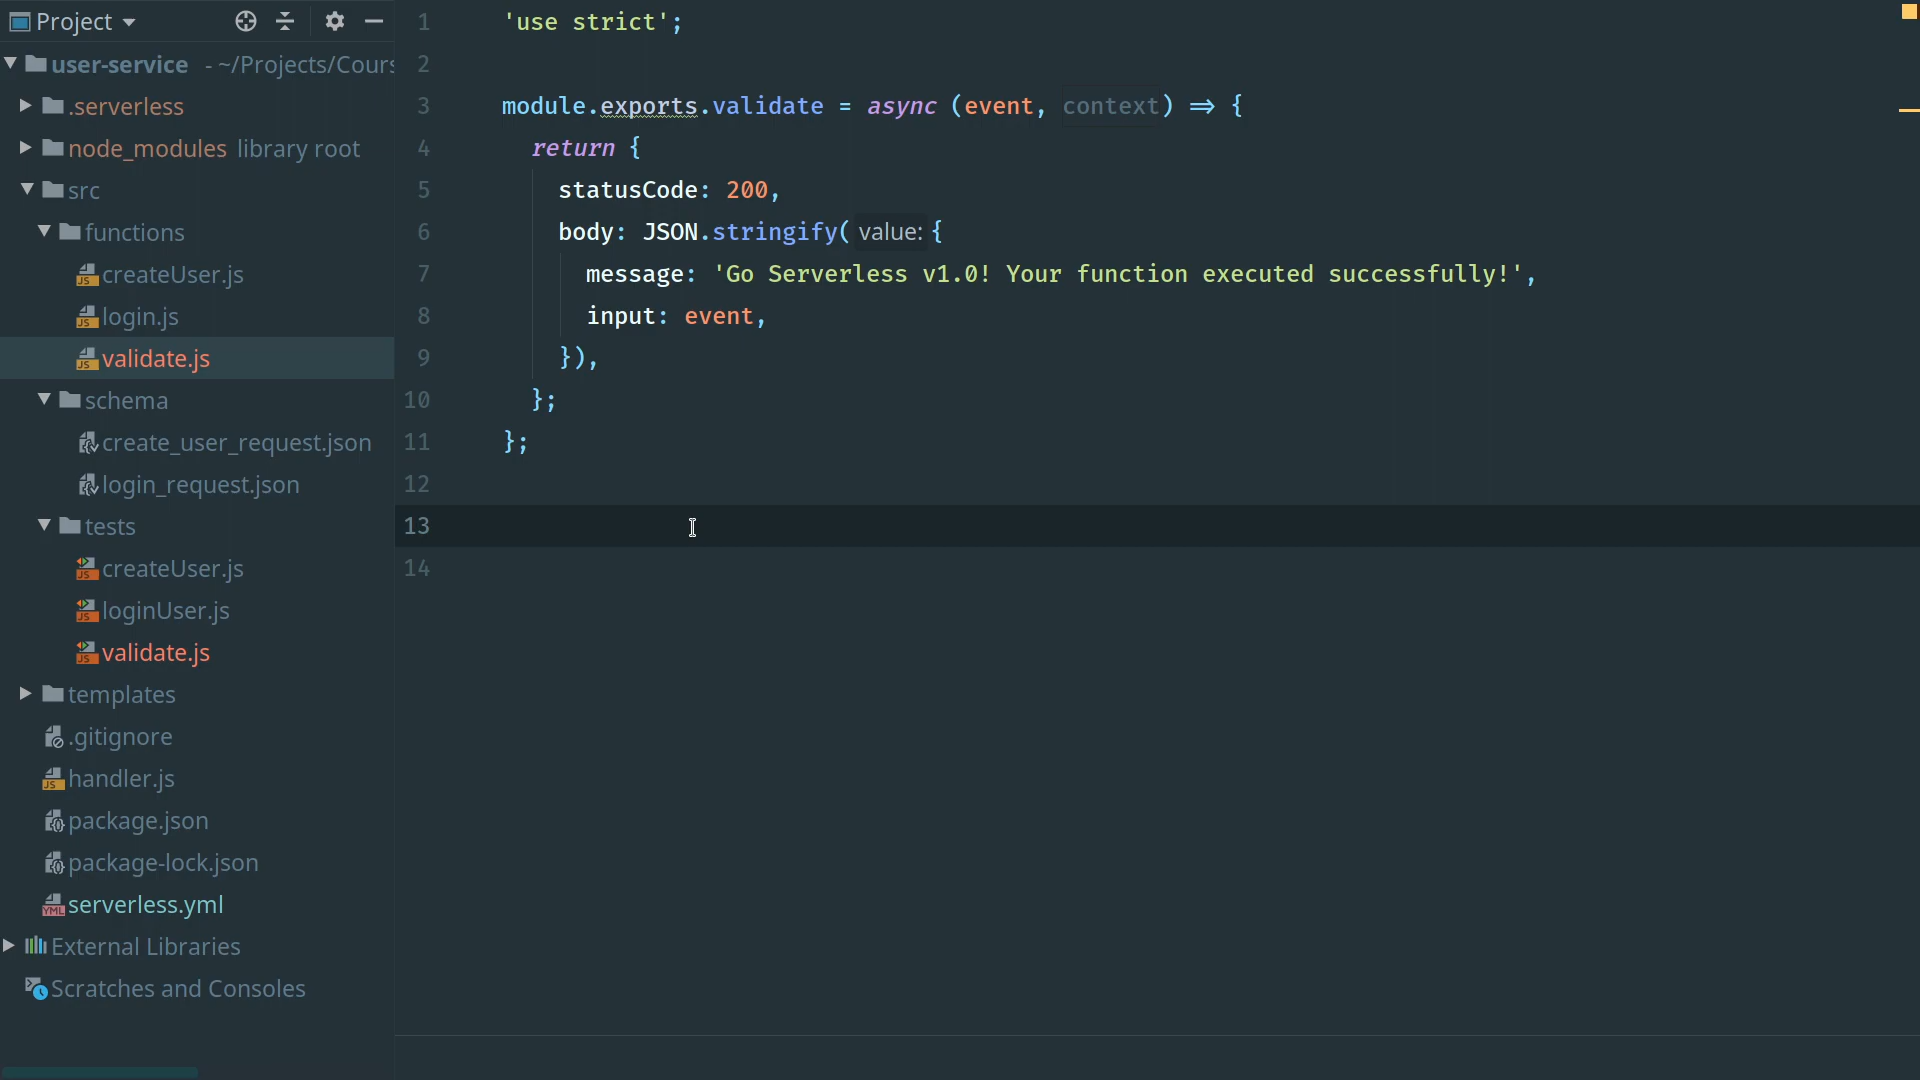 Project
user-service - ~/Projects/Cours
.serverless
node_modules library root
src
functions
createUser.js
login.js
validate.js
schema
create_user_request.json
login_request.json
tests
createUser.js
loginUser.js
validate.js
templates
.gitignore
handler.js
package.json
package-lock.json
serverless.yml
External Libraries
Scratches and Consoles
1 'use strict';
2
3 module.exports.validate = async (event, context) => {
4 return {
5 statusCode: 200,
6 body: JSON.stringify( value: {
7 message: 'Go Serverless v1.0! Your function executed successfully!',
8 input: event,
9 }),
10 };
11 };
12
13
14